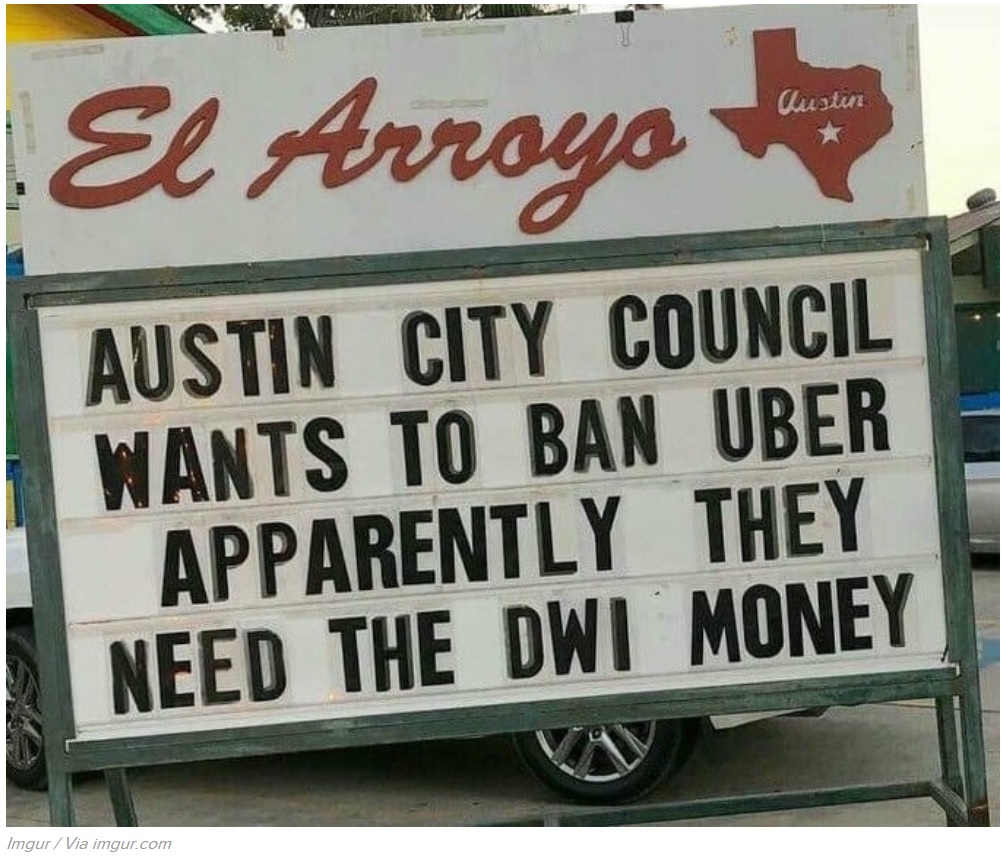 El Arroyo
Austin
AUSTIN CITY COUNCIL
WANTS TO BAN UBER
APPARENTLY THEY
NEED THE DWI MONEY
Imgur / Via imgur.com